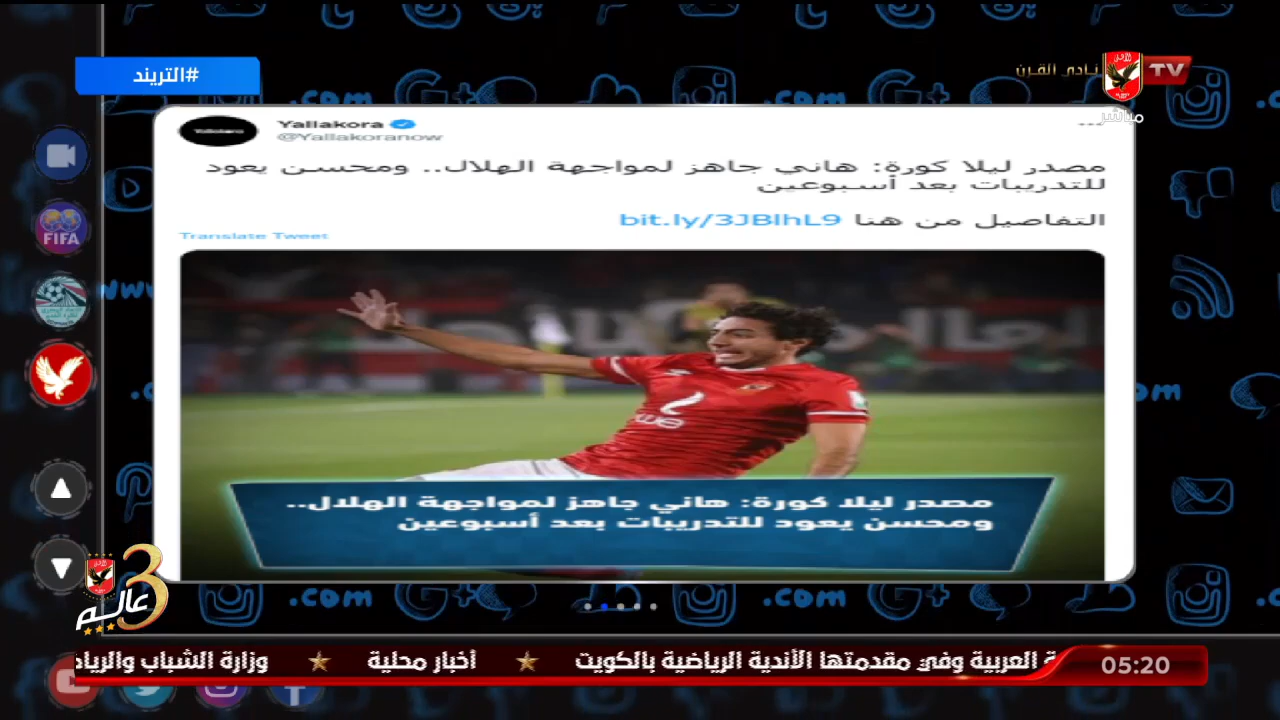 #التريند
نادي القرن
TV
مباشر
Yallakora
@Yallakoranow
مصدر ليلا كورة: هاني جاهز لمواجهة الهلال.. ومحسن يعود
للتدريبات بعد أسبوعين
التفاصيل من هنا bit.ly/3JBlhL9
Translate Tweet
FIFA
مصدر ليلا كورة: هاني جاهز لمواجهة الهلال..
ومحسن يعود للتدريبات بعد أسبوعين
3 عالم
العربية وفي مقدمتها الأندية الرياضية بالكويت ★ أخبار محلية ★ وزارة الشباب والرياض
05:20